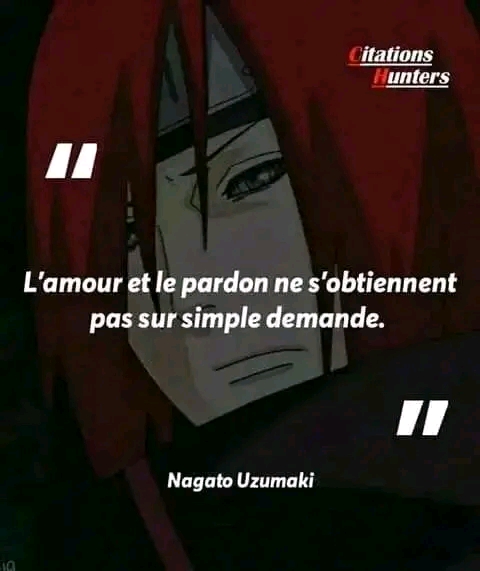 Citations
Hunters
"
L'amour et le pardon ne s'obtiennent
pas sur simple demande.
"
Nagato Uzumaki